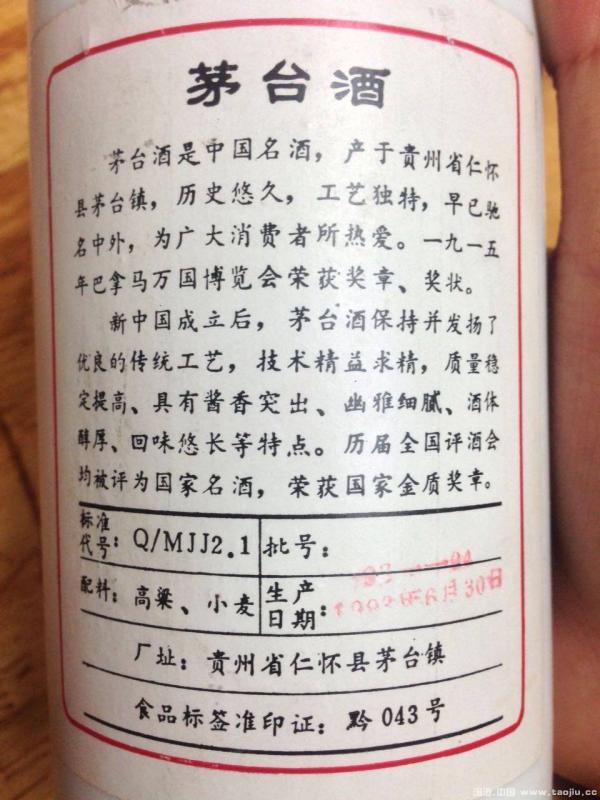 茅台酒
茅台酒是中国名酒，产于贵州省仁怀
县茅台镇，历史悠久，工艺独特，早已驰
名中外，为广大消费者所热爱。一九一五
年巴拿马万国博览会荣获奖章、奖状。
新中国成立后，茅台酒保持并发扬了
优良的传统工艺，技术精益求精，质量稳
定提高、具有酱香突出、幽雅细腻、酒体
醇厚、回味悠长等特点。历届全国评酒会
均被评为国家名酒，荣获国家金质奖章。
标准代号：Q/MJJ2.1 批号：
配料：高粱、小麦 生产日期：年6月30日
厂址：贵州省仁怀县茅台镇
食品标签准印证：黔043号
www.taojiu.cc